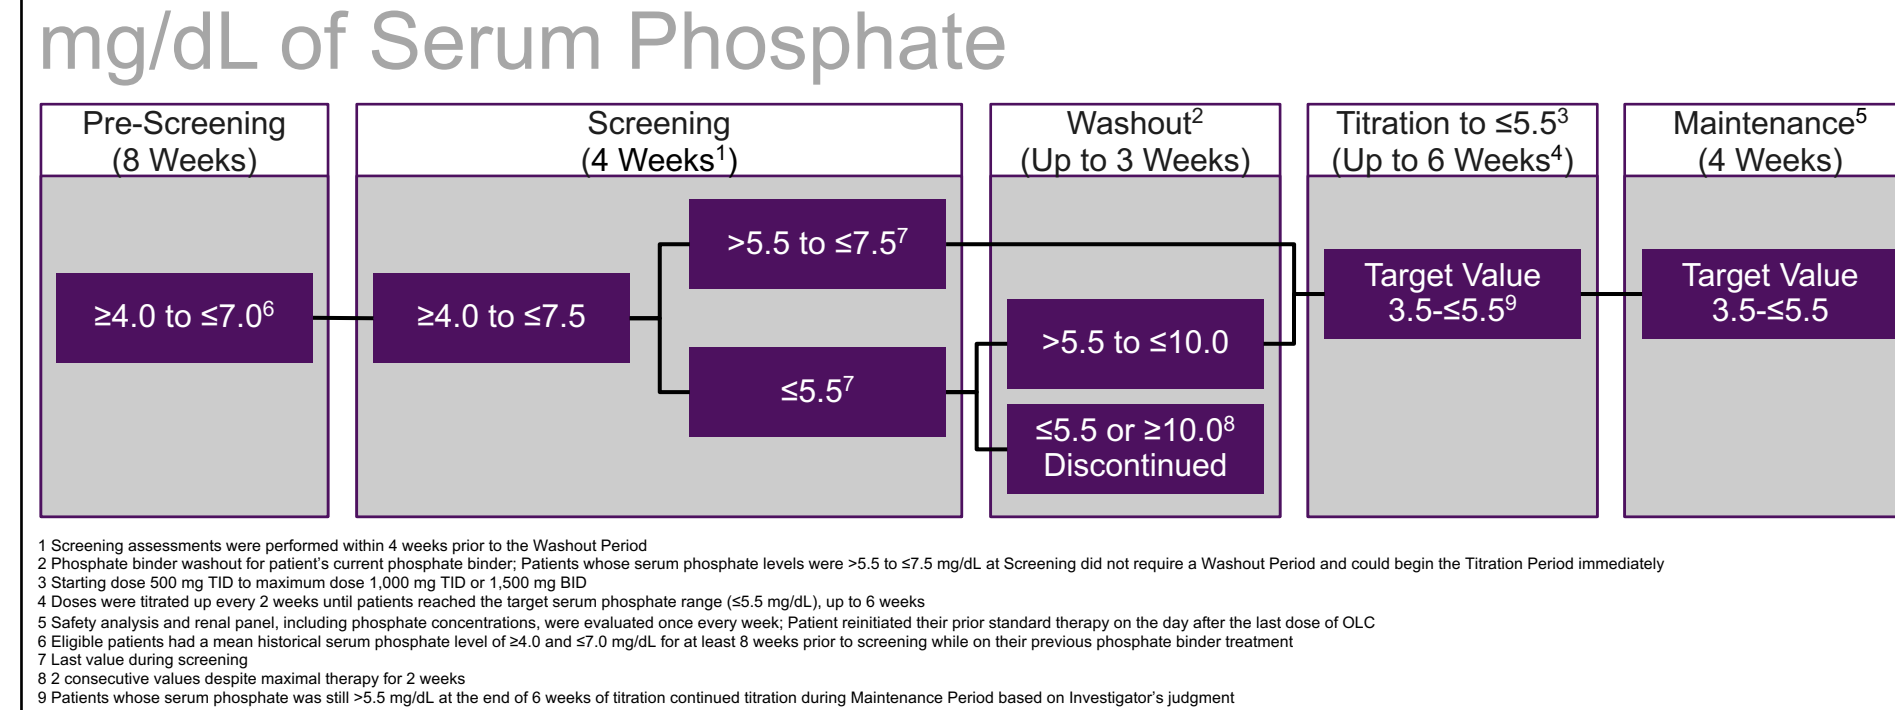 mg/dL of Serum Phosphate
Pre-Screening
(8 Weeks)
Screening
(4 Weeks¹)
Washout²
(Up to 3 Weeks)
Titration to ≤5.5³
(Up to 6 Weeks⁴)
Maintenance⁵
(4 Weeks)
≥4.0 to ≤7.0⁶
≥4.0 to ≤7.5
>5.5 to ≤7.5⁷
≤5.5⁷
>5.5 to ≤10.0
≤5.5 or ≥10.0⁸
Discontinued
Target Value
3.5-≤5.5⁹
Target Value
3.5-≤5.5
1 Screening assessments were performed within 4 weeks prior to the Washout Period
2 Phosphate binder washout for patient's current phosphate binder; Patients whose serum phosphate levels were >5.5 to ≤7.5 mg/dL at Screening did not require a Washout Period and could begin the Titration Period immediately
3 Starting dose 500 mg TID to maximum dose 1,000 mg TID or 1,500 mg BID
4 Doses were titrated up every 2 weeks until patients reached the target serum phosphate range (≤5.5 mg/dL), up to 6 weeks
5 Safety analysis and renal panel, including phosphate concentrations, were evaluated once every week; Patient reinitiated their prior standard therapy on the day after the last dose of OLC
6 Eligible patients had a mean historical serum phosphate level of ≥4.0 and ≤7.0 mg/dL for at least 8 weeks prior to screening while on their previous phosphate binder treatment
7 Last value during screening
8 2 consecutive values despite maximal therapy for 2 weeks
9 Patients whose serum phosphate was still >5.5 mg/dL at the end of 6 weeks of titration continued titration during Maintenance Period based on Investigator's judgment